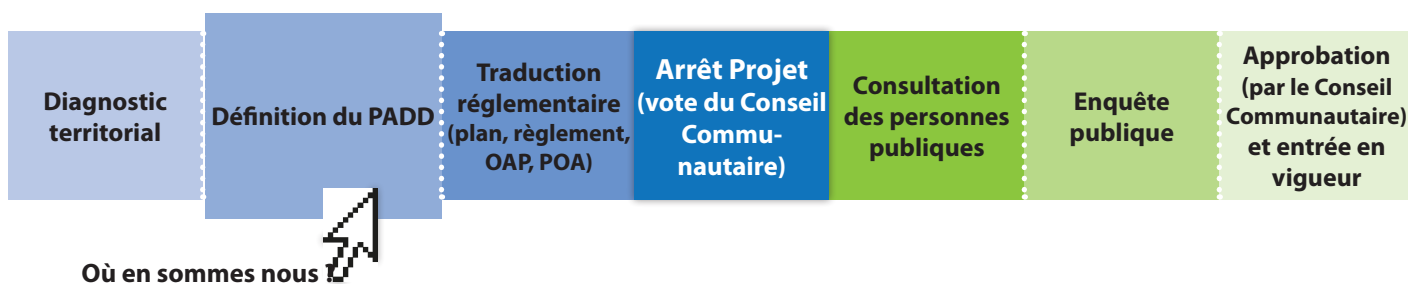 Diagnostic
territorial
Définition du PADD
Traduction
réglementaire
(plan, règlement,
OAP, POA)
Arrêt Projet
(vote du Conseil
Commu-
nautaire)
Consultation
des personnes
publiques
Enquête
publique
Approbation
(par le Conseil
Communautaire)
et entrée en
vigueur
Où en sommes nous ?